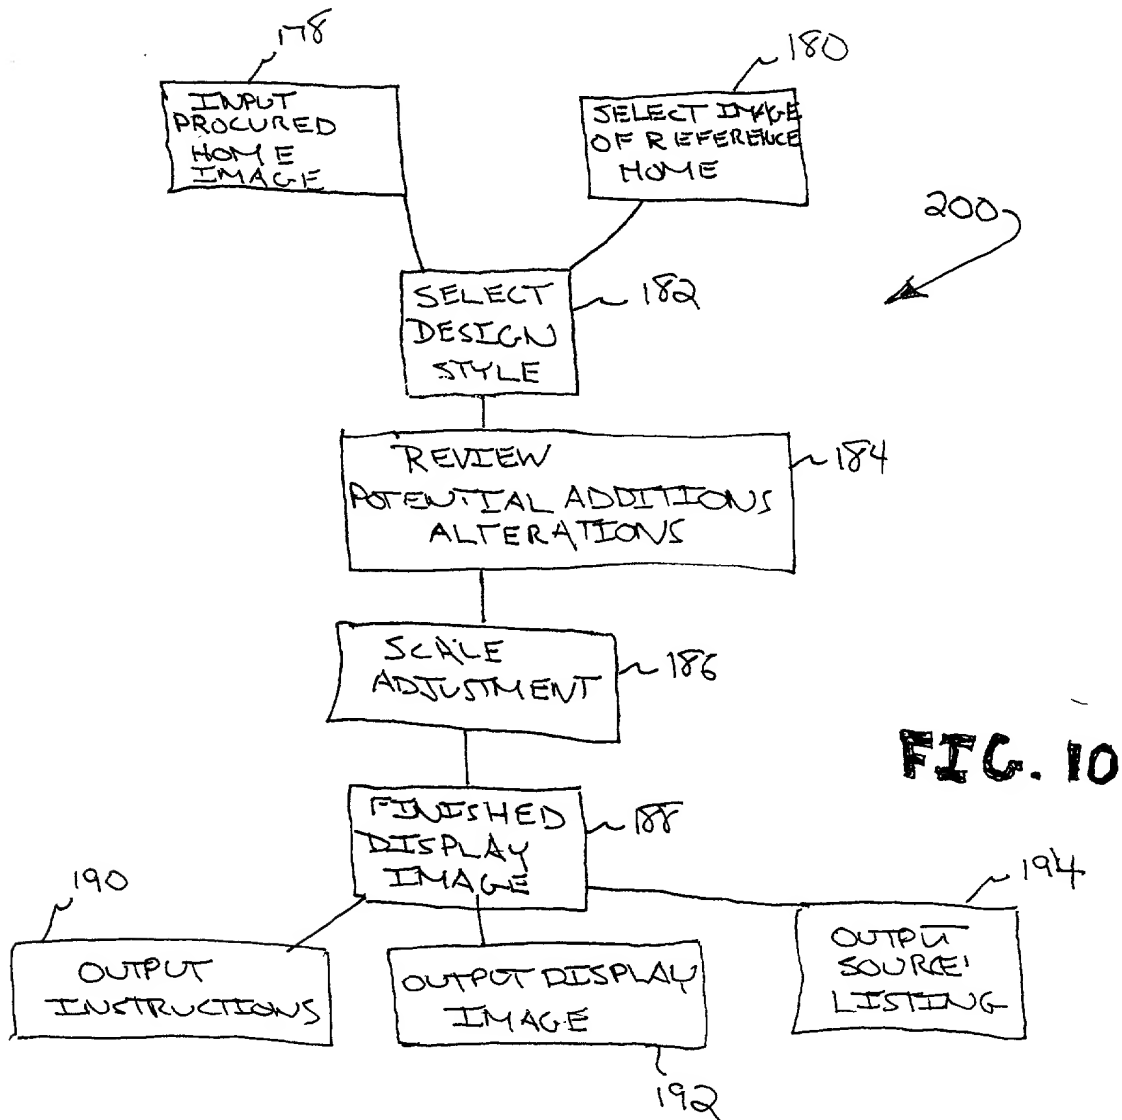 178
INPUT
PROCURED
HOME
IMAGE
180
SELECT IMAGE
OF REFERENCE
HOME
200
SELECT
DESIGN
STYLE
182
REVIEW
POTENTIAL ADDITIONS
ALTERATIONS
184
SCALE
ADJUSTMENT
186
FIG. 10
FINISHED
DISPLAY
IMAGE
188
190
OUTPUT
INSTRUCTIONS
OUTPUT DISPLAY
IMAGE
192
194
OUTPUT
SOURCE
LISTING